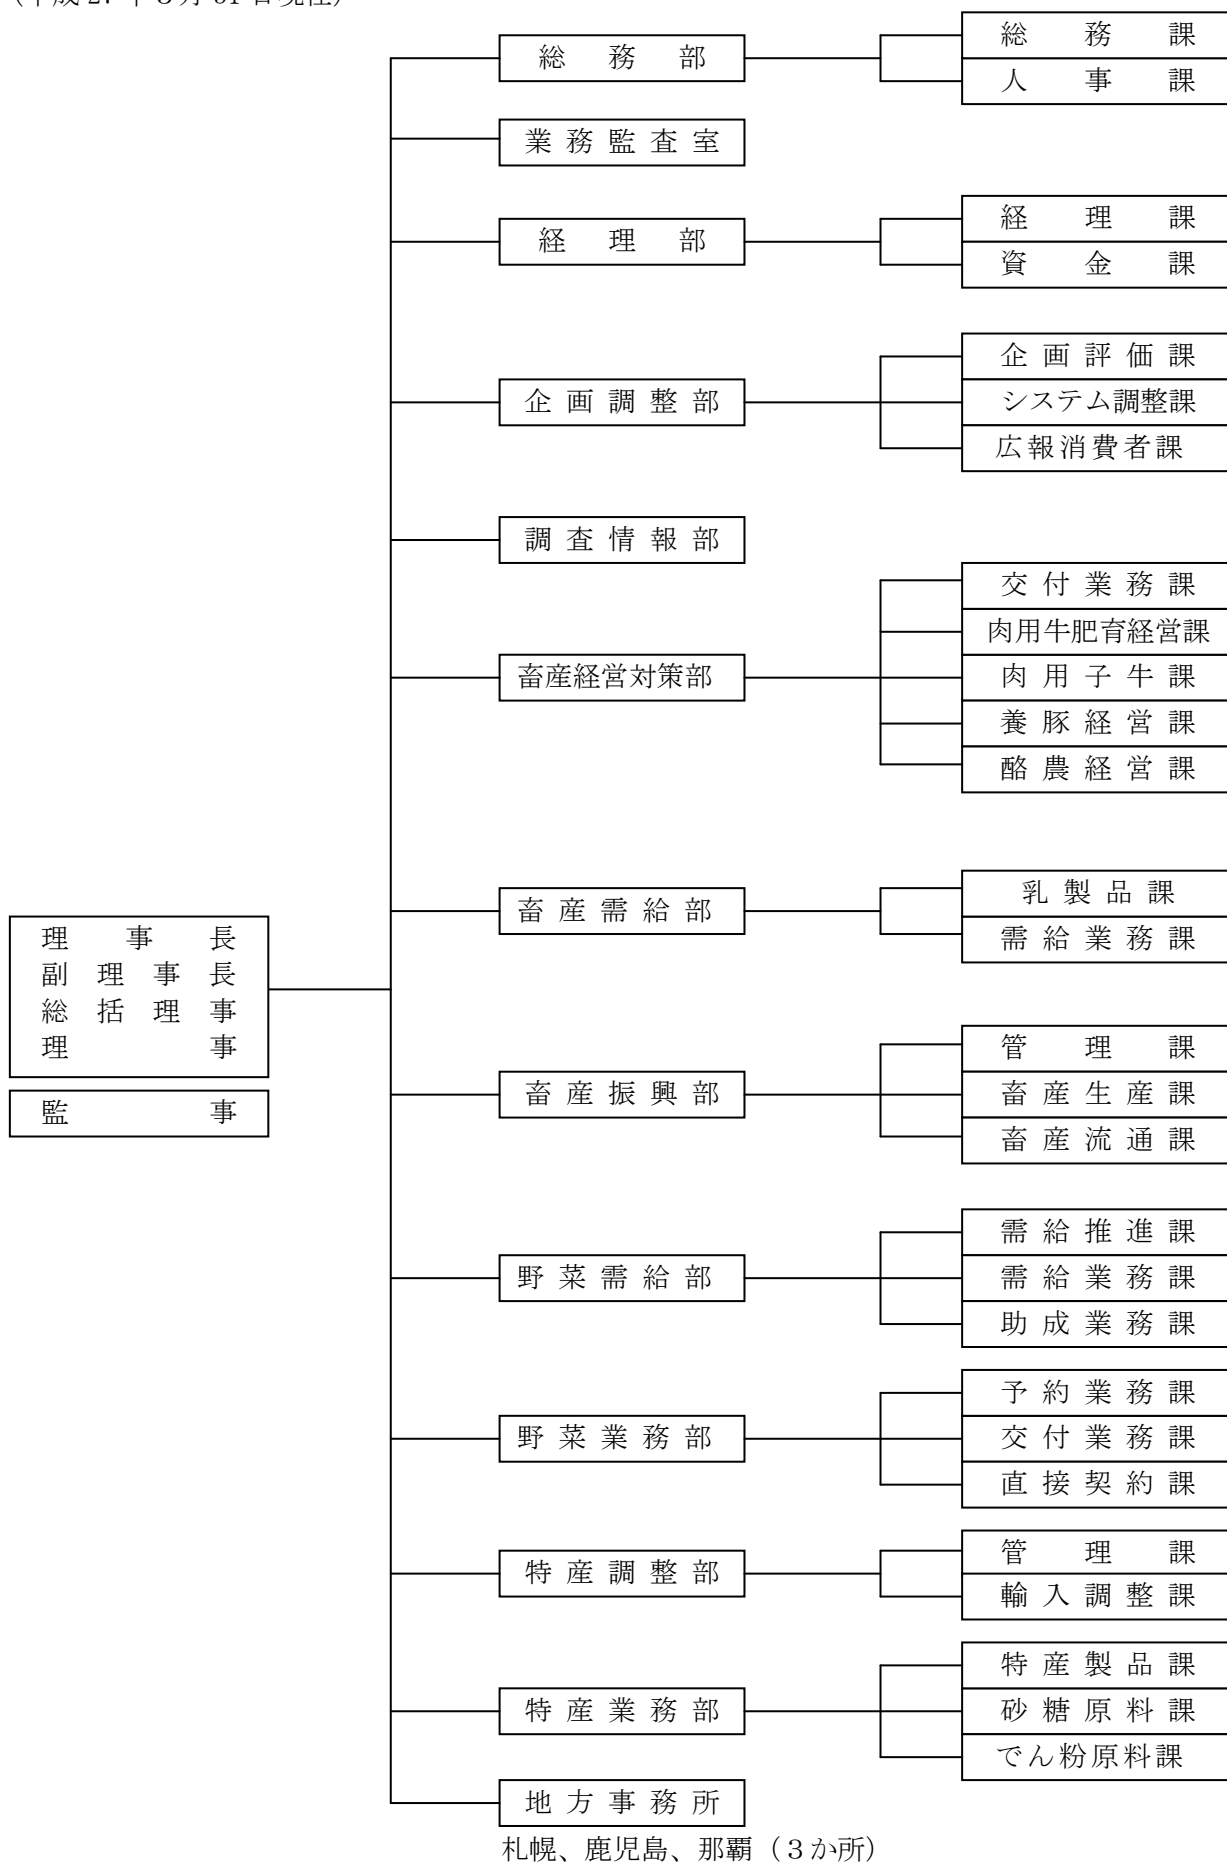 総務部
総務課
人事課
業務監査室
経理部
経理課
資金課
企画調整部
企画評価課
システム調整課
広報消費者課
調査情報部
畜産経営対策部
交付業務課
肉用牛肥育経営課
肉用子牛課
養豚経営課
酪農経営課
畜産需給部
乳製品課
需給業務課
理事長
副理事長
総括理事
理事
監事
畜産振興部
管理課
畜産生産課
畜産流通課
野菜需給部
需給推進課
需給業務課
助成業務課
野菜業務部
予約業務課
交付業務課
直接契約課
特産調整部
管理課
輸入調整課
特産業務部
特産製品課
砂糖原料課
でん粉原料課
地方事務所
札幌、鹿児島、那覇（３か所）